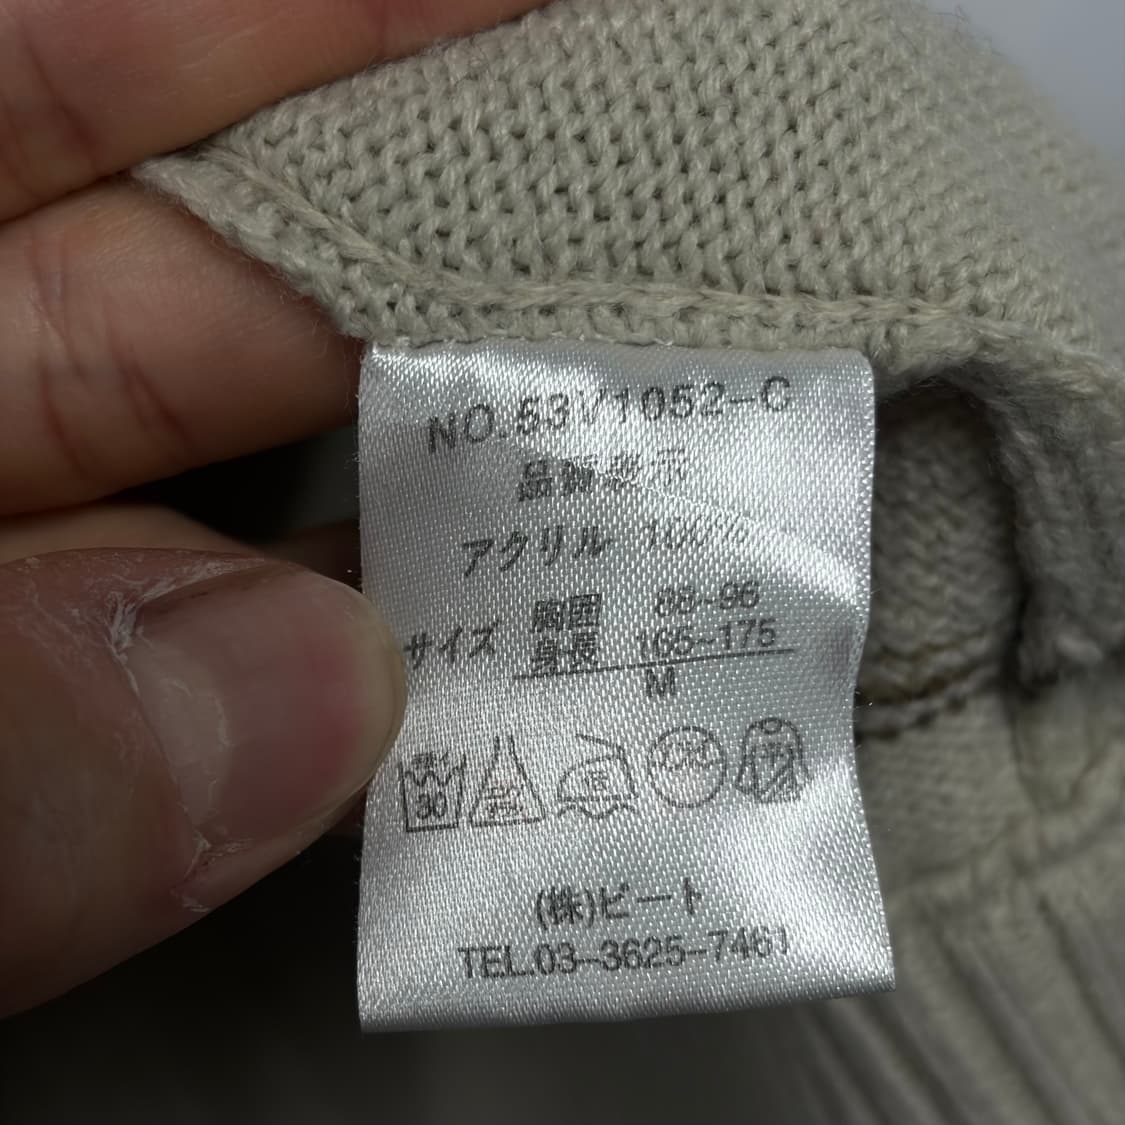 NO.53V1052-C
品質表示
アクリル 100%
胸囲 88~96
サイズ 身長 165~175
M
30
(株)ビート
TEL.03-3625-7461